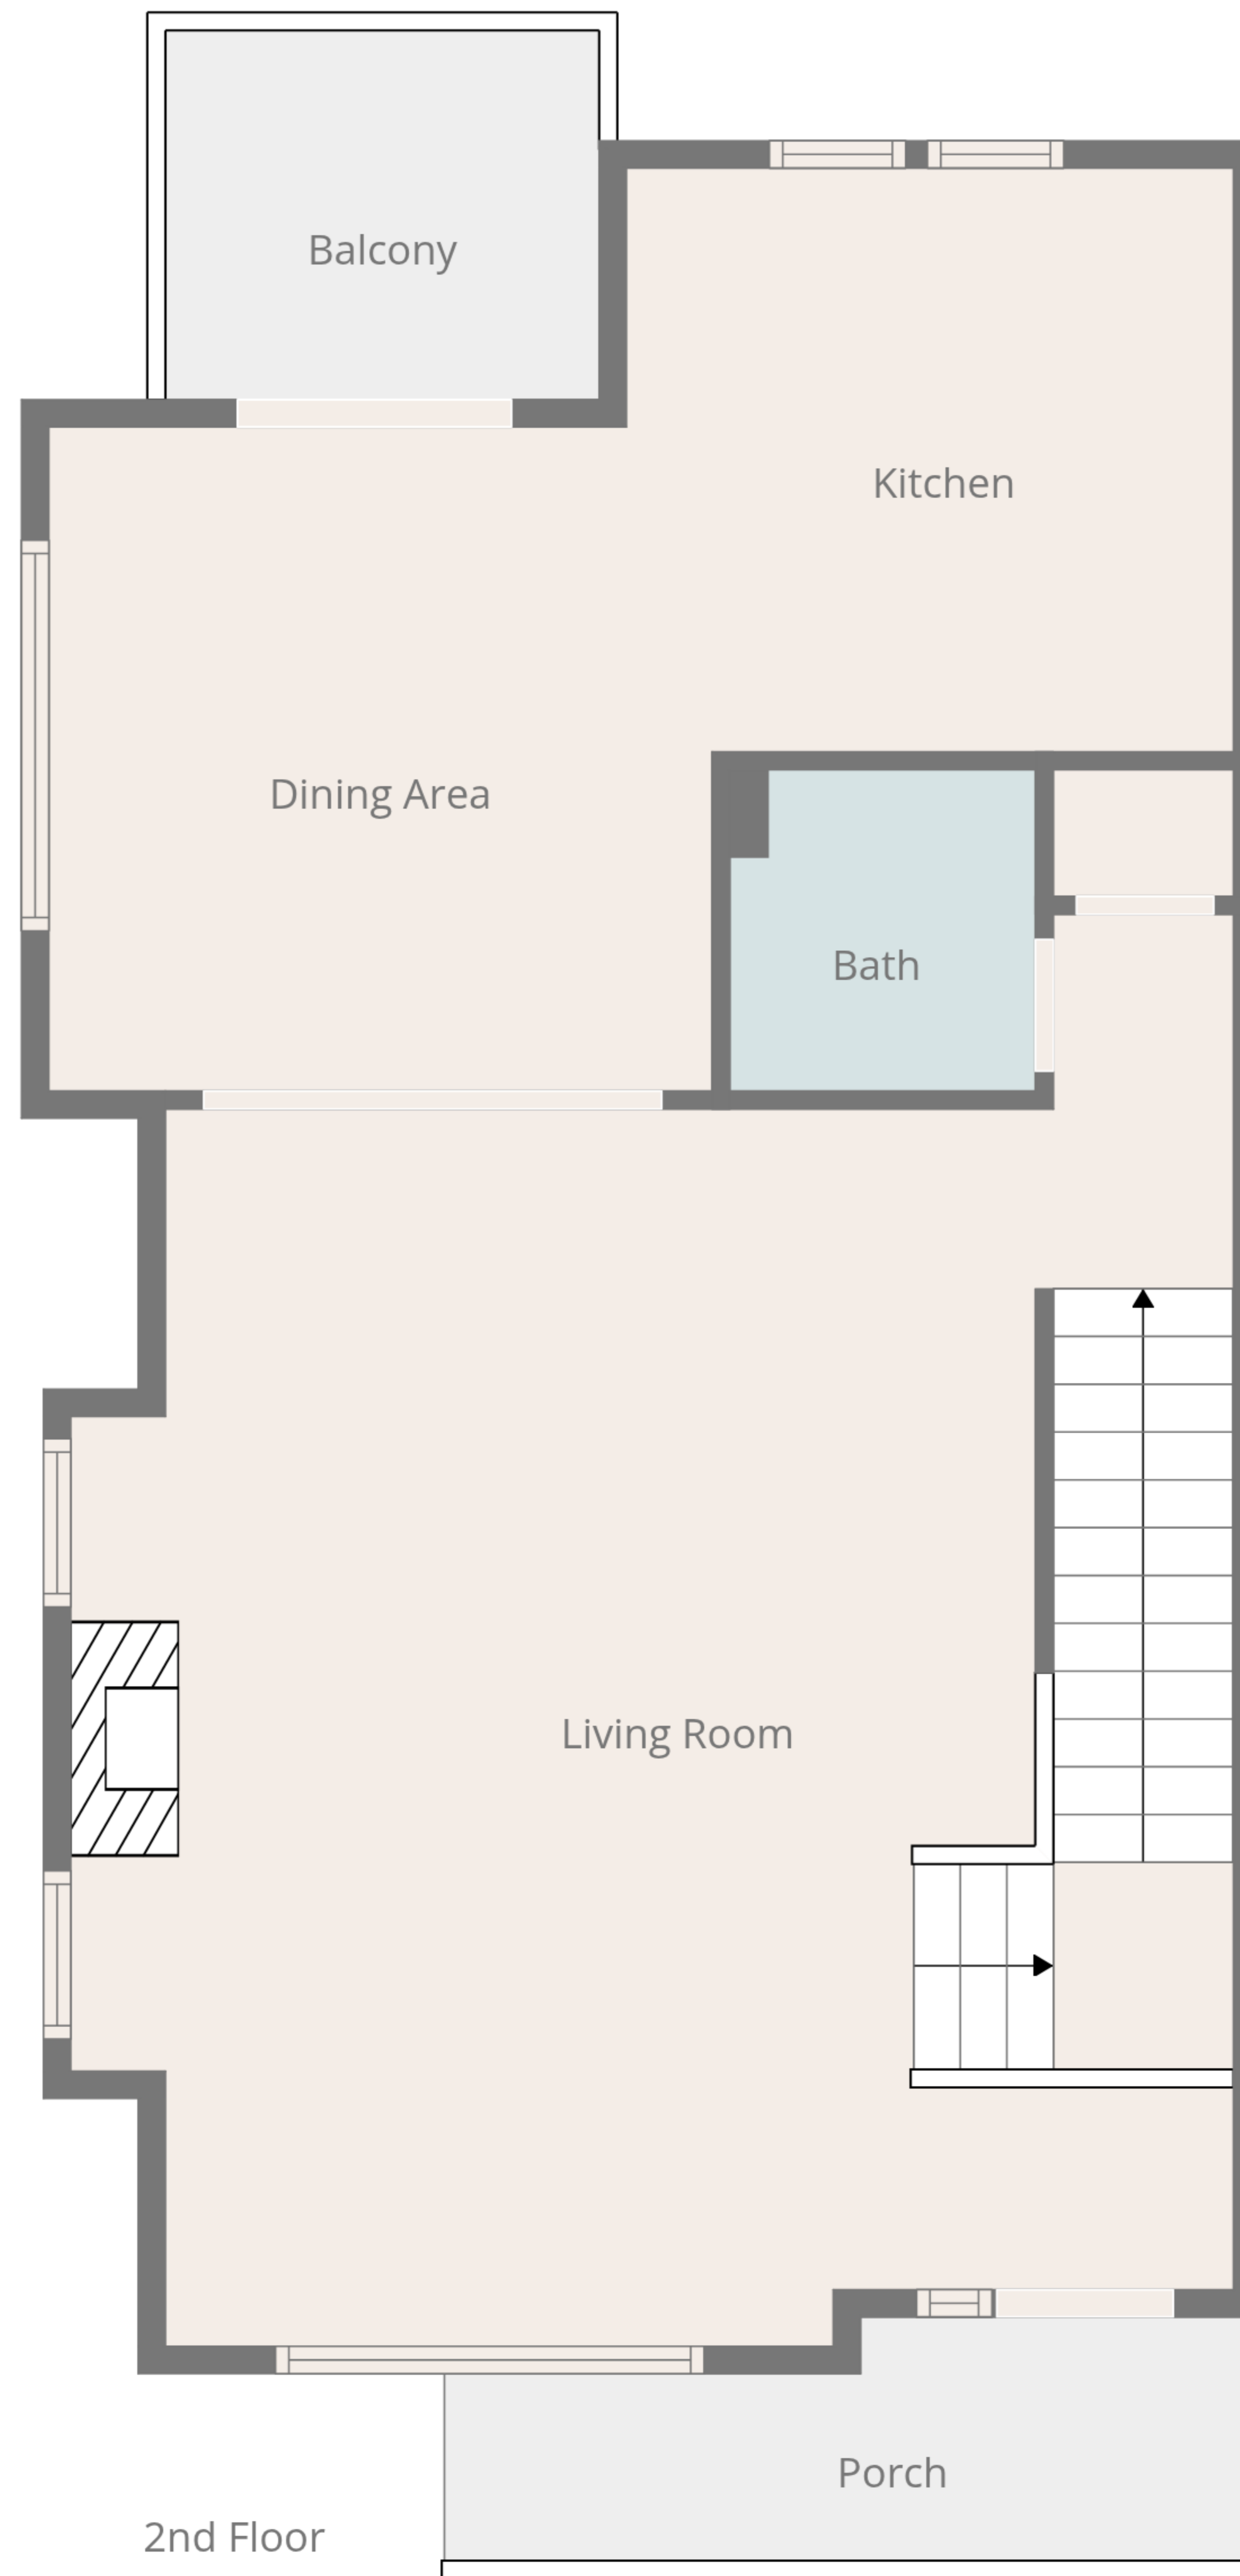 Balcony
Kitchen
Dining Area
Bath
Living Room
Porch
2nd Floor